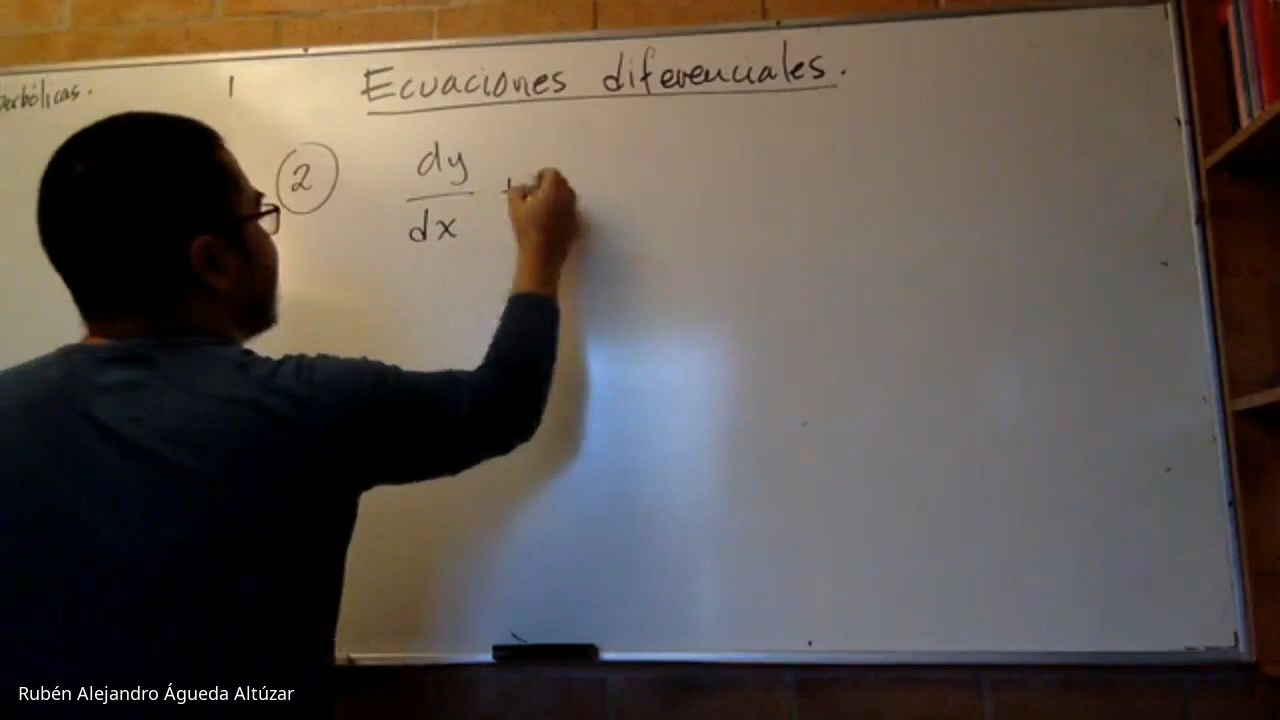 Ecuaciones diferenciales.
perbólicas.
1
2
dy
dx +
Rubén Alejandro Águeda Altúzar